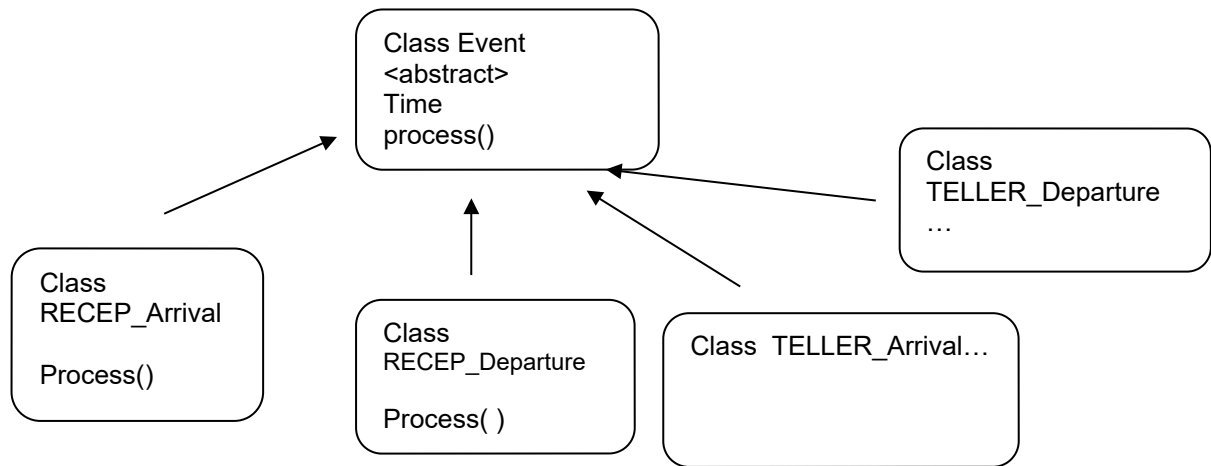 Class Event
<abstract>
Time
process()
Class
TELLER_Departure
…
Class
RECEP_Arrival
Process()
Class
RECEP_Departure
Process( )
Class  TELLER_Arrival…